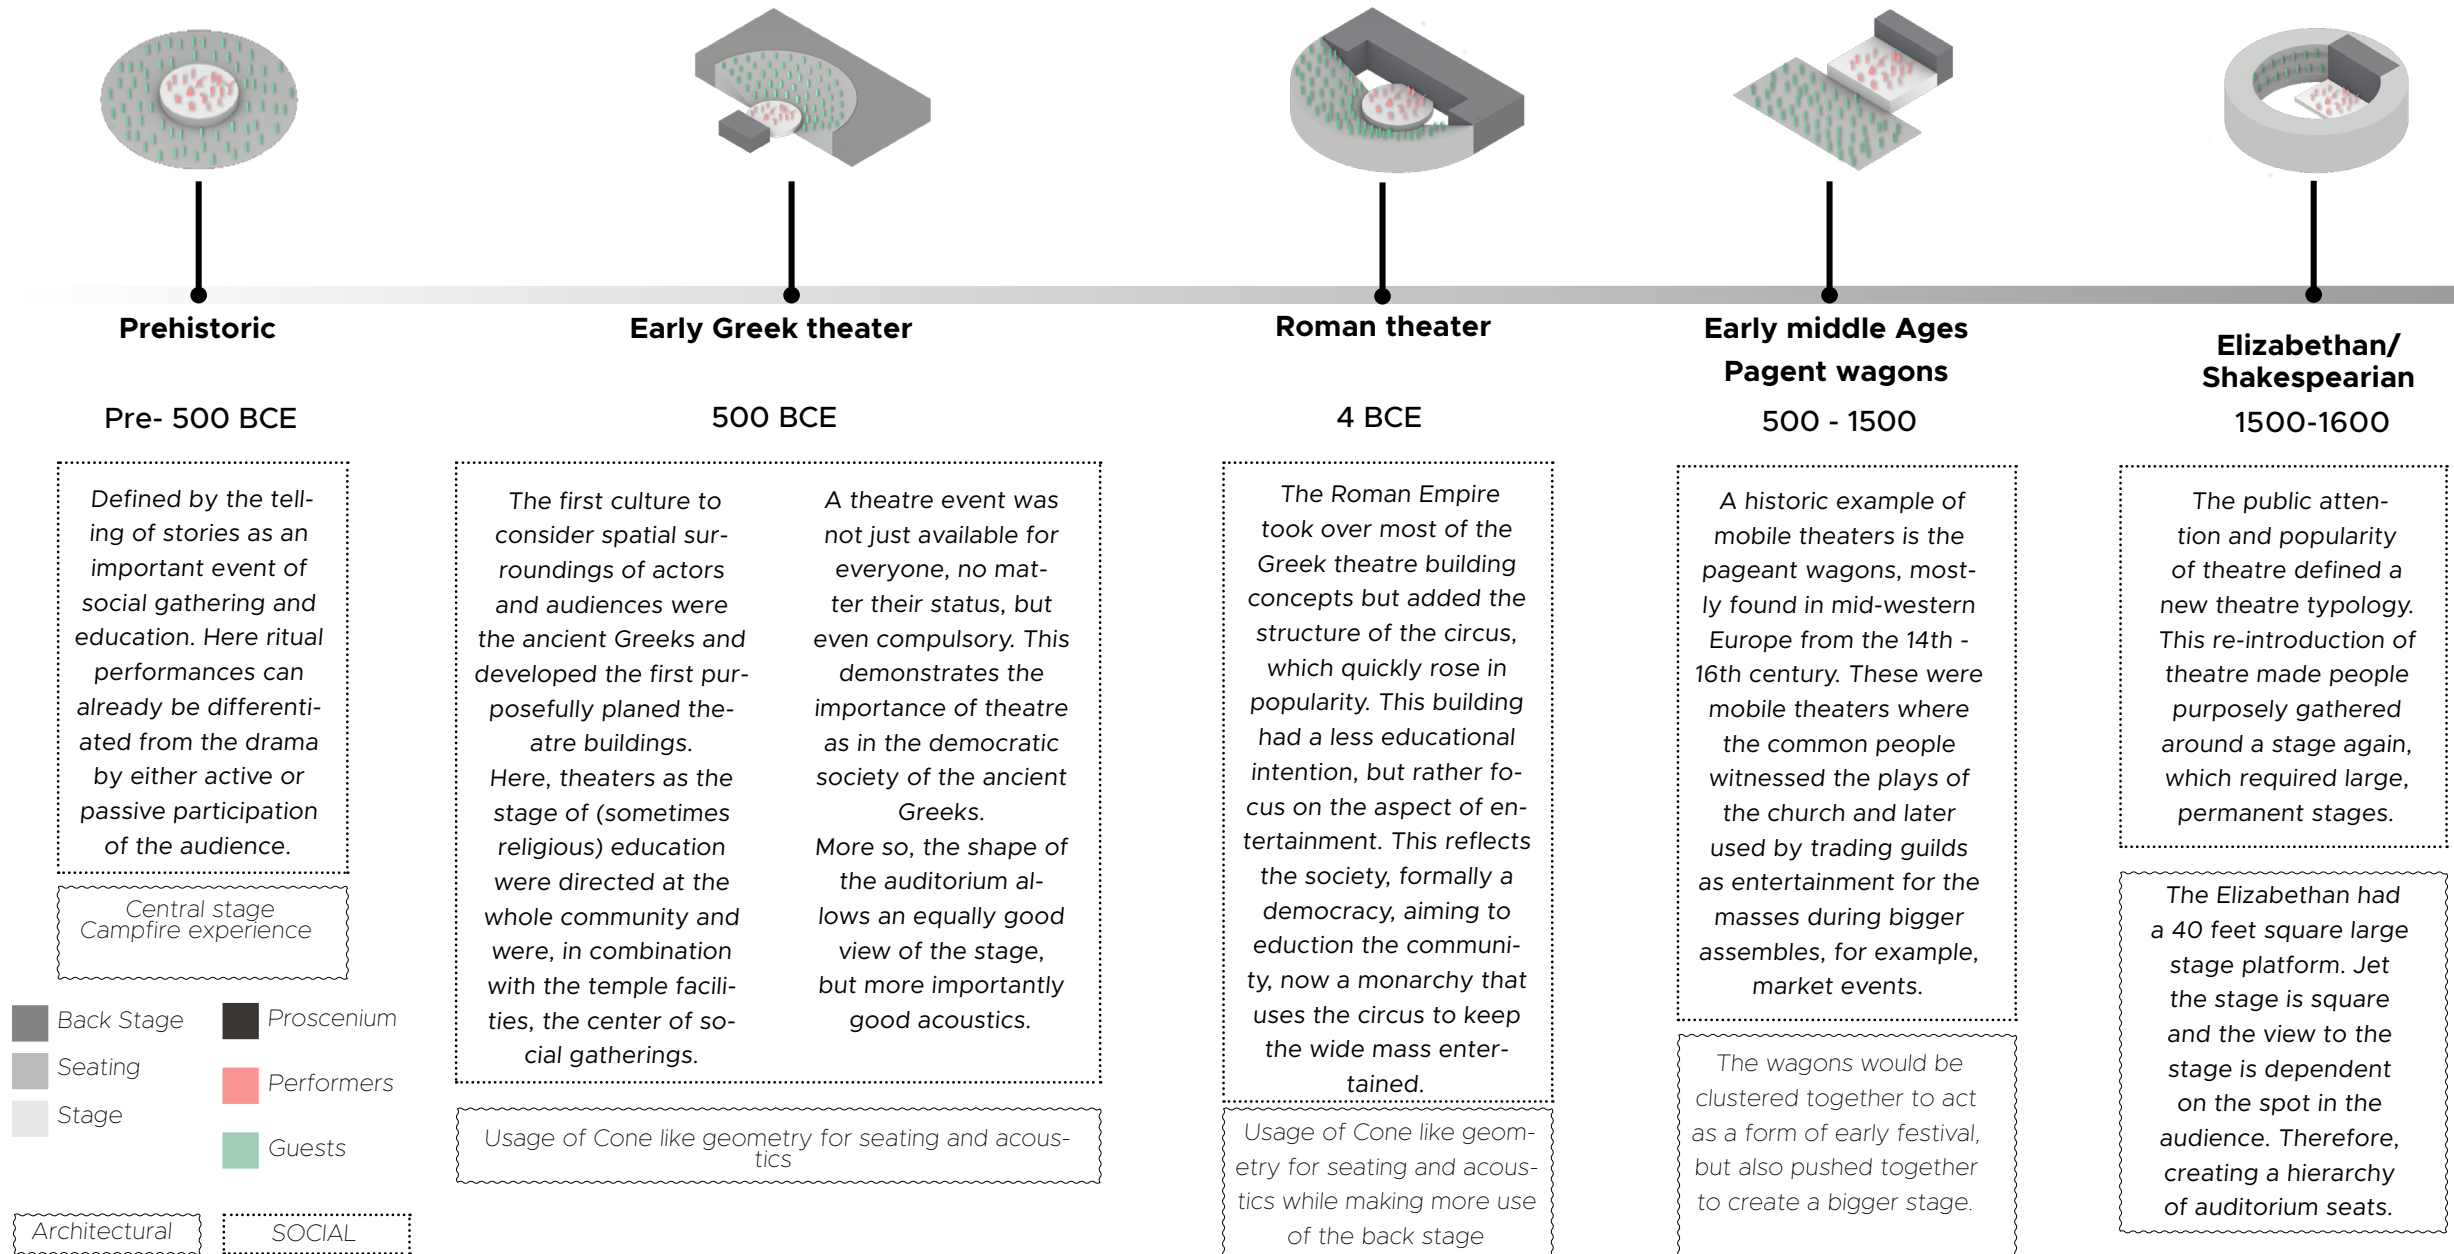 Prehistoric
Pre- 500 BCE
Defined by the tell-
ing of stories as an
important event of
social gathering and
education. Here ritual
performances can
already be differenti-
ated from the drama
by either active or
passive participation
of the audience.
Central stage
Campfire experience
Back Stage
Seating
Stage
Proscenium
Performers
Guests
Architectural
SOCIAL
Early Greek theater
500 BCE
The first culture to
consider spatial sur-
roundings of actors
and audiences were
the ancient Greeks and
developed the first pur-
posefully planed the-
atre buildings.
Here, theaters as the
stage of (sometimes
religious) education
were directed at the
whole community and
were, in combination
with the temple facili-
ties, the center of so-
cial gatherings.
A theatre event was
not just available for
everyone, no mat-
ter their status, but
even compulsory. This
demonstrates the
importance of theatre
as in the democratic
society of the ancient
Greeks.
More so, the shape of
the auditorium al-
lows an equally good
view of the stage,
but more importantly
good acoustics.
Usage of Cone like geometry for seating and acous-
tics
Roman theater
4 BCE
The Roman Empire
took over most of the
Greek theatre building
concepts but added the
structure of the circus,
which quickly rose in
popularity. This building
had a less educational
intention, but rather fo-
cus on the aspect of en-
tertainment. This reflects
the society, formally a
democracy, aiming to
eduction the communi-
ty, now a monarchy that
uses the circus to keep
the wide mass enter-
tained.
Usage of Cone like geom-
etry for seating and acous-
tics while making more use
of the back stage
Early middle Ages
Pagent wagons
500 - 1500
A historic example of
mobile theaters is the
pageant wagons, most-
ly found in mid-western
Europe from the 14th -
16th century. These were
mobile theaters where
the common people
witnessed the plays of
the church and later
used by trading guilds
as entertainment for the
masses during bigger
assembles, for example,
market events.
The wagons would be
clustered together to act
as a form of early festival,
but also pushed together
to create a bigger stage.
Elizabethan/
Shakespearian
1500-1600
The public atten-
tion and popularity
of theatre defined a
new theatre typology.
This re-introduction of
theatre made people
purposely gathered
around a stage again,
which required large,
permanent stages.
The Elizabethan had
a 40 feet square large
stage platform. Jet
the stage is square
and the view to the
stage is dependent
on the spot in the
audience. Therefore,
creating a hierarchy
of auditorium seats.